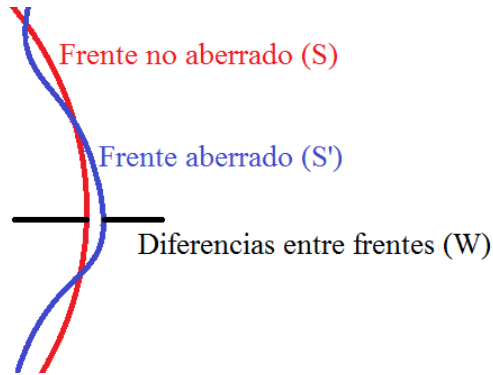 Frente no aberrado (S)
Frente aberrado (S')
Diferencias entre frentes (W)